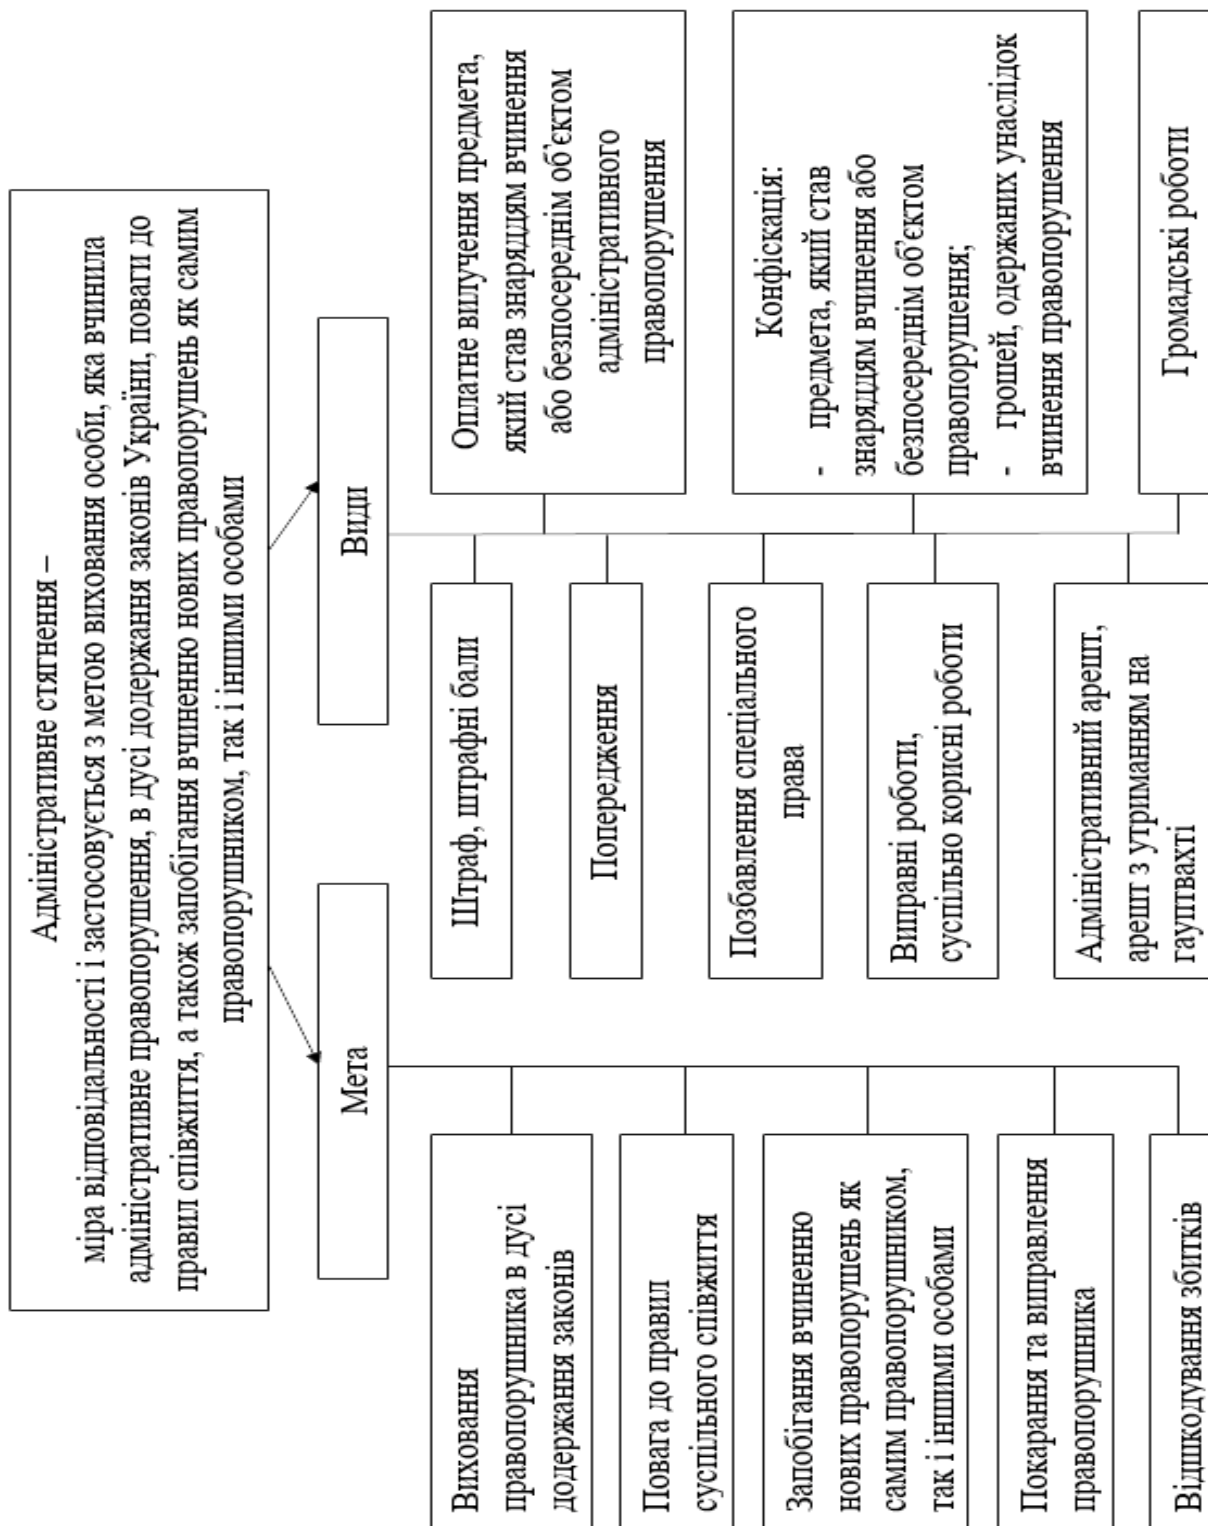 Адміністративне стягнення –
міра відповідальності і застосовується з метою виховання особи, яка вчинила
адміністративне правопорушення, в дусі додержання законів України, поваги до
правил співжиття, а також запобігання вчиненню нових правопорушень як самим
правопорушником, так і іншими особами
Мета
Виховання
правопорушника в дусі
додержання законів
Повага до правил
суспільного співжиття
Запобігання вчиненню
нових правопорушень як
самим правопорушником,
так і іншими особами
Покарання та виправлення
правопорушника
Відшкодування збитків
Види
Штраф, штрафні бали
Попередження
Позбавлення спеціального
права
Виправні роботи,
суспільно корисні роботи
Адміністративний арешт,
арешт з утриманням на
гауптвахті
Оплатне вилучення предмета,
який став знаряддям вчинення
або безпосереднім об’єктом
адміністративного
правопорушення
Конфіскація:
- предмета, який став
знаряддям вчинення або
безпосереднім об’єктом
правопорушення;
- грошей, одержаних унаслідок
вчинення правопорушення
Громадські роботи